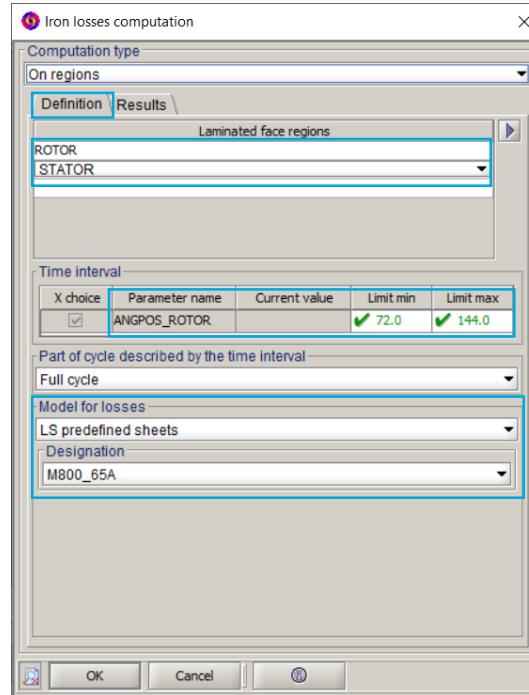 Iron losses computation
Computation type
On regions
Definition Results
Laminated face regions
ROTOR
STATOR
Time interval
X choice Parameter name Current value Limit min Limit max
ANGPOS_ROTOR 72.0 144.0
Part of cycle described by the time interval
Full cycle
Model for losses
LS predefined sheets
Designation
M800_65A
OK Cancel